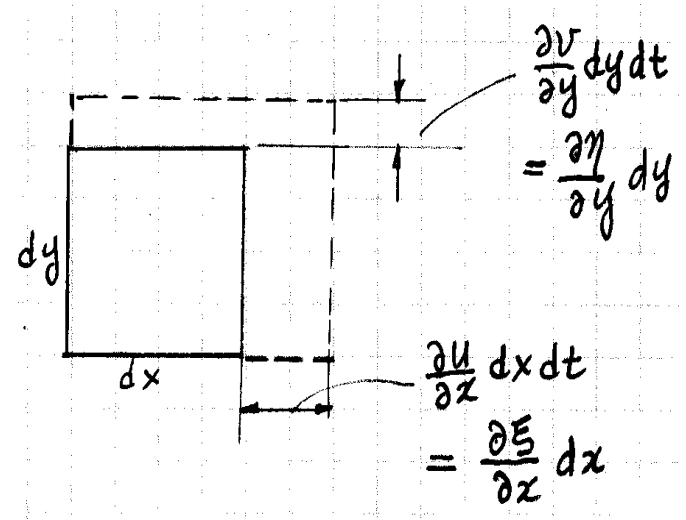 ∂v/∂y dy dt
= ∂η/∂y dy
dy
dx
∂u/∂x dx dt
= ∂ξ/∂x dx